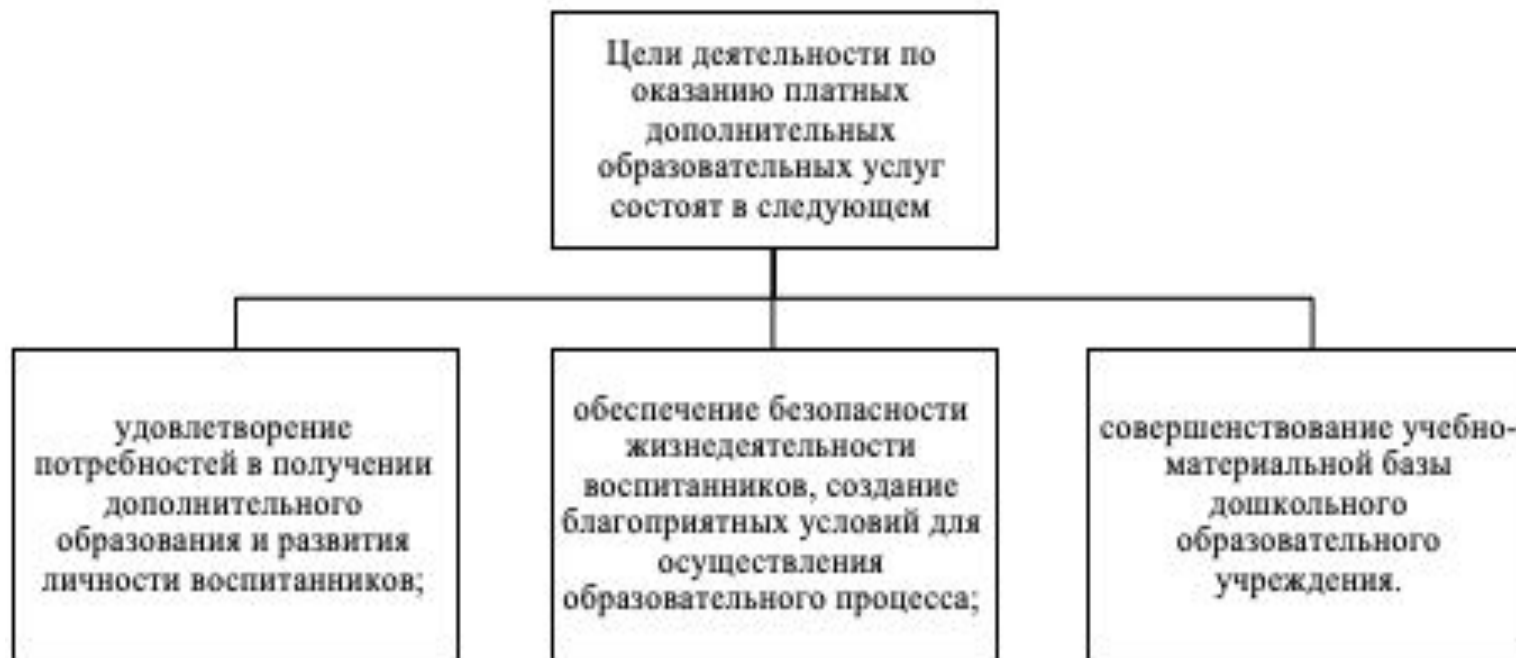 Цели деятельности по
оказанию платных
дополнительных
образовательных услуг
состоят в следующем
удовлетворение
потребностей в получении
дополнительного
образования и развития
личности воспитанников;
обеспечение безопасности
жизнедеятельности
воспитанников, создание
благоприятных условий для
осуществления
образовательного процесса;
совершенствование учебно-
материальной базы
дошкольного
образовательного
учреждения.